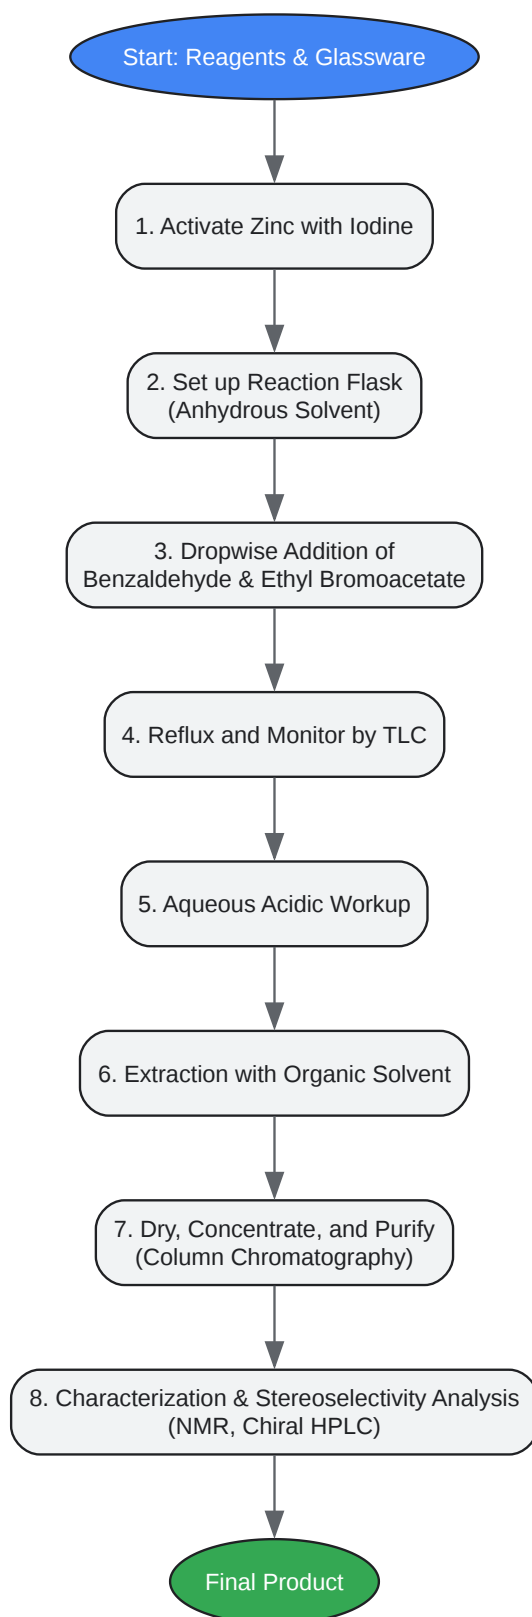 Start: Reagents & Glassware
1. Activate Zinc with Iodine
2. Set up Reaction Flask
(Anhydrous Solvent)
3. Dropwise Addition of
Benzaldehyde & Ethyl Bromoacetate
4. Reflux and Monitor by TLC
5. Aqueous Acidic Workup
6. Extraction with Organic Solvent
7. Dry, Concentrate, and Purify
(Column Chromatography)
8. Characterization & Stereoselectivity Analysis
(NMR, Chiral HPLC)
Final Product